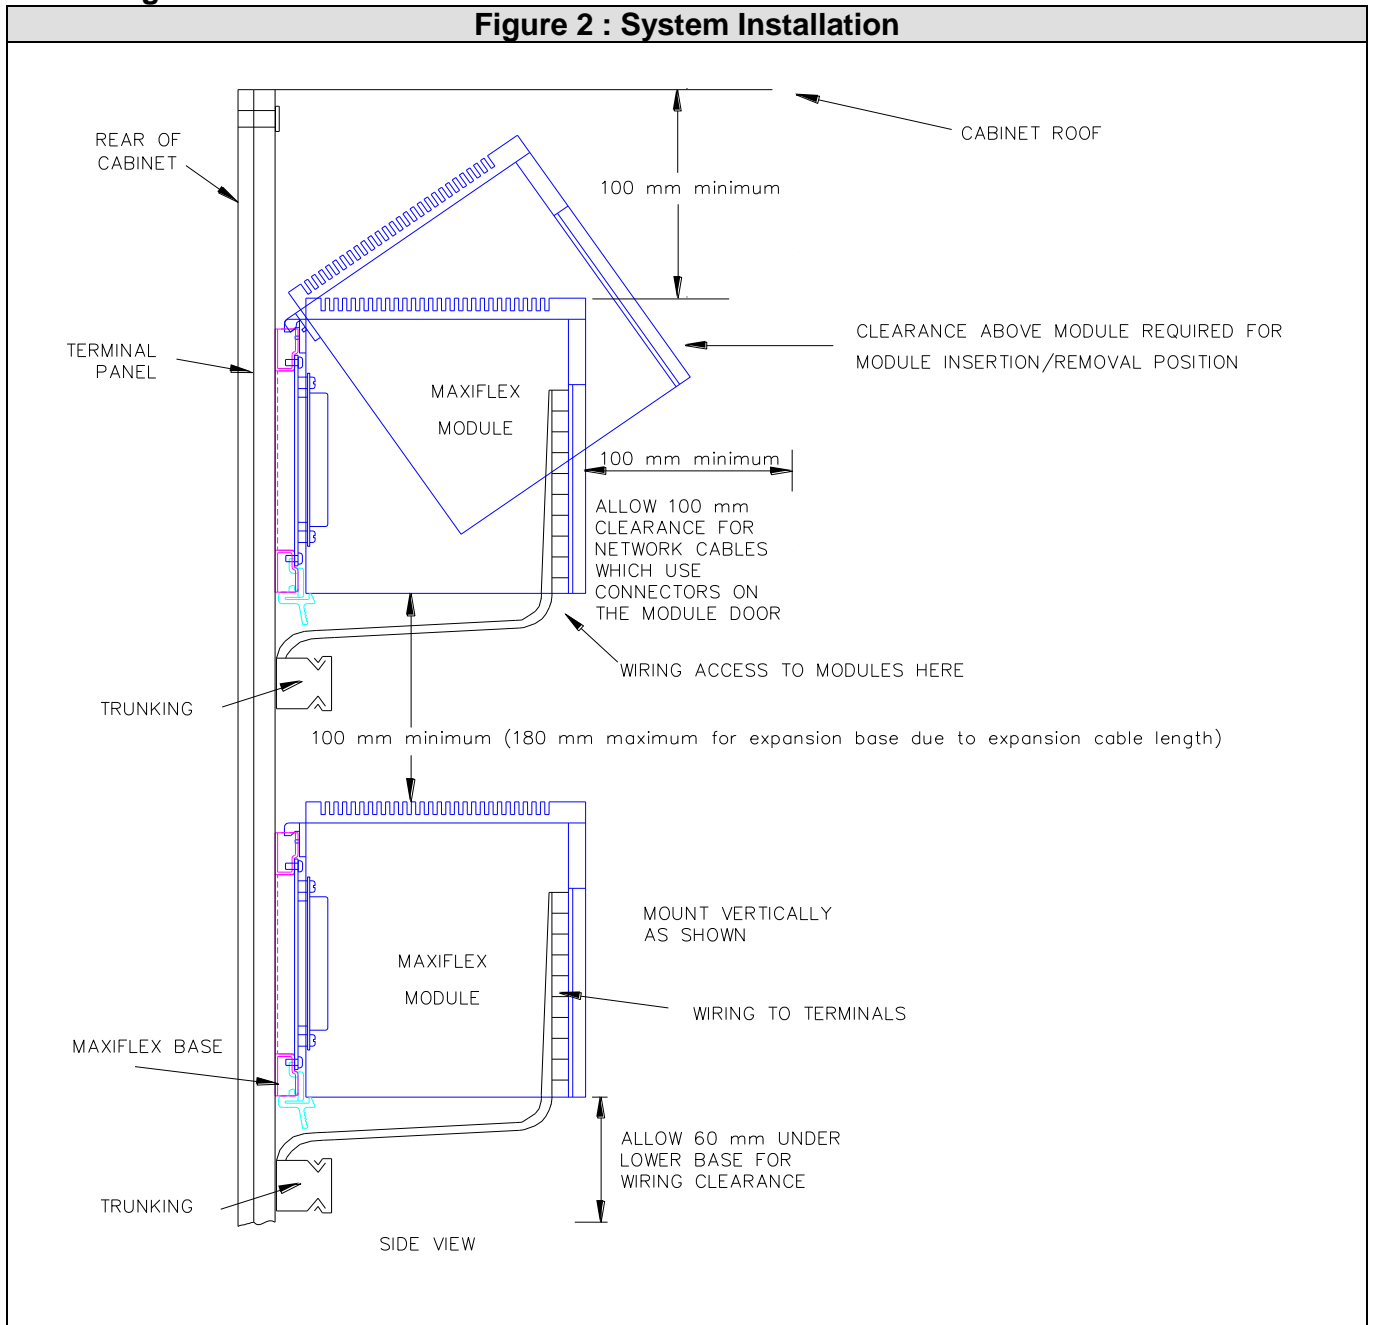 Figure 2 : System Installation
REAR OF
CABINET
CABINET ROOF
100 mm minimum
CLEARANCE ABOVE MODULE REQUIRED FOR
MODULE INSERTION/REMOVAL POSITION
TERMINAL
PANEL
MAXIFLEX
MODULE
100 mm minimum
ALLOW 100 mm
CLEARANCE FOR
NETWORK CABLES
WHICH USE
CONNECTORS ON
THE MODULE DOOR
WIRING ACCESS TO MODULES HERE
TRUNKING
100 mm minimum (180 mm maximum for expansion base due to expansion cable length)
MOUNT VERTICALLY
AS SHOWN
MAXIFLEX
MODULE
WIRING TO TERMINALS
MAXIFLEX BASE
ALLOW 60 mm UNDER
LOWER BASE FOR
WIRING CLEARANCE
TRUNKING
SIDE VIEW